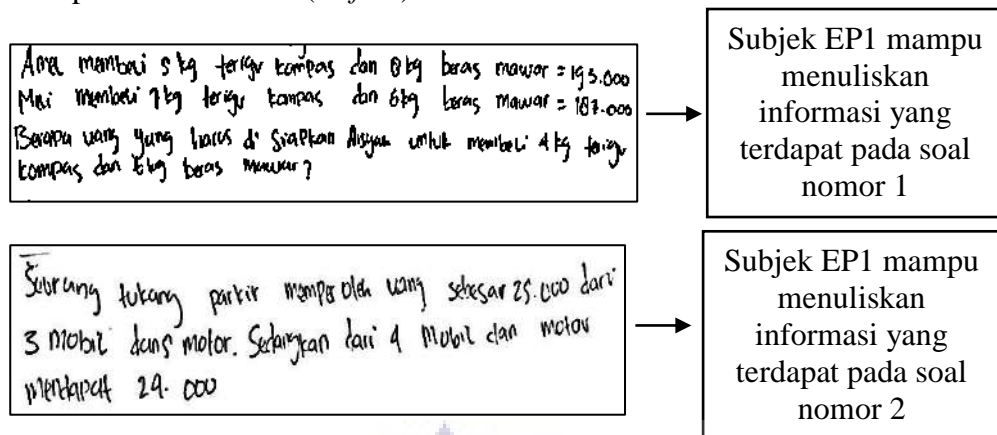 Ama membeli 5 kg terigu kompas dan 8 kg beras mawar = 193.000
Mei membeli 7 kg terigu kompas dan 6 kg beras mawar = 187.000
Berapa uang yang harus di siapkan Aisyah untuk membeli 4 kg terigu
kompas dan kg beras mawar?
Subjek EP1 mampu
menuliskan
informasi yang
terdapat pada soal
nomor 1
Seorang tukang parkir memperoleh uang sebesar 25.000 dari
3 mobil dan 5 motor. Sedangkan dari 4 Mobil dan motor
mendapat 29.000
Subjek EP1 mampu
menuliskan
informasi yang
terdapat pada soal
nomor 2